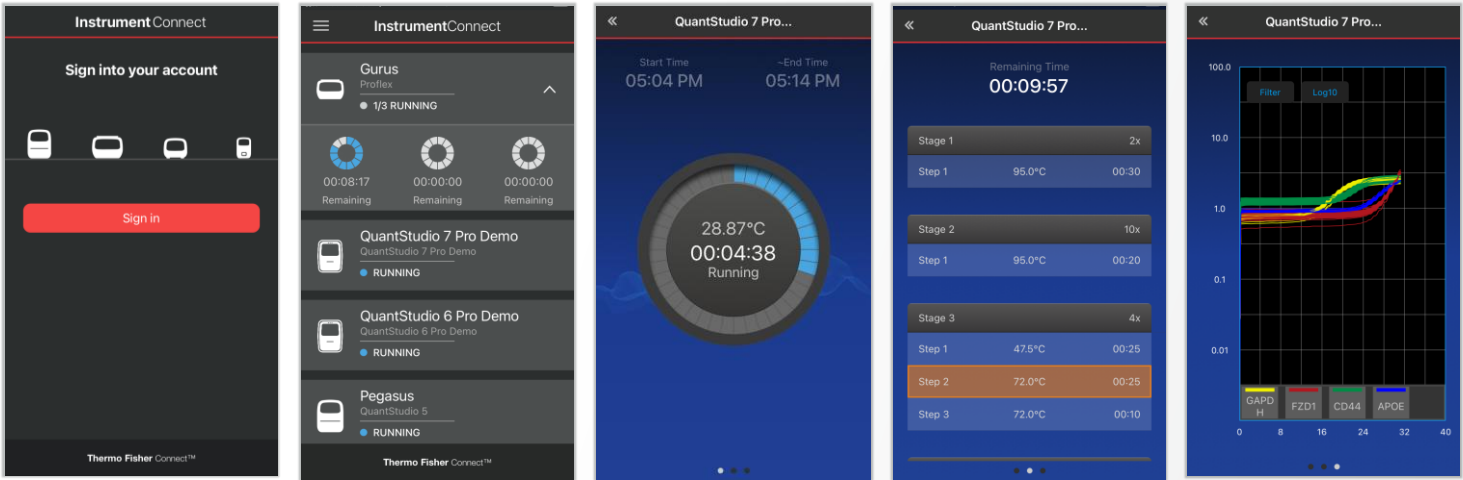 InstrumentConnect
Sign into your account
Sign in
Thermo Fisher Connect™
InstrumentConnect
Gurus
Proflex
1/3 RUNNING
00:08:17 00:00:00 00:00:00
Remaining Remaining Remaining
QuantStudio 7 Pro Demo
QuantStudio 7 Pro Demo
RUNNING
QuantStudio 6 Pro Demo
QuantStudio 6 Pro Demo
RUNNING
Pegasus
QuantStudio 5
RUNNING
Thermo Fisher Connect™
«
QuantStudio 7 Pro...
Start Time ~End Time
05:04 PM 05:14 PM
28.87°C
00:04:38
Running
«
QuantStudio 7 Pro...
Remaining Time
00:09:57
Stage 1 2x
Step 1 95.0°C 00:30
Stage 2 10x
Step 1 95.0°C 00:20
Stage 3 4x
Step 1 47.5°C 00:25
Step 2 72.0°C 00:25
Step 3 72.0°C 00:10
«
QuantStudio 7 Pro...
100.0
Filter Log10
10.0
1.0
0.1
0.01
GAPD
H
FZD1 CD44 APOE
0 8 16 24 32 40